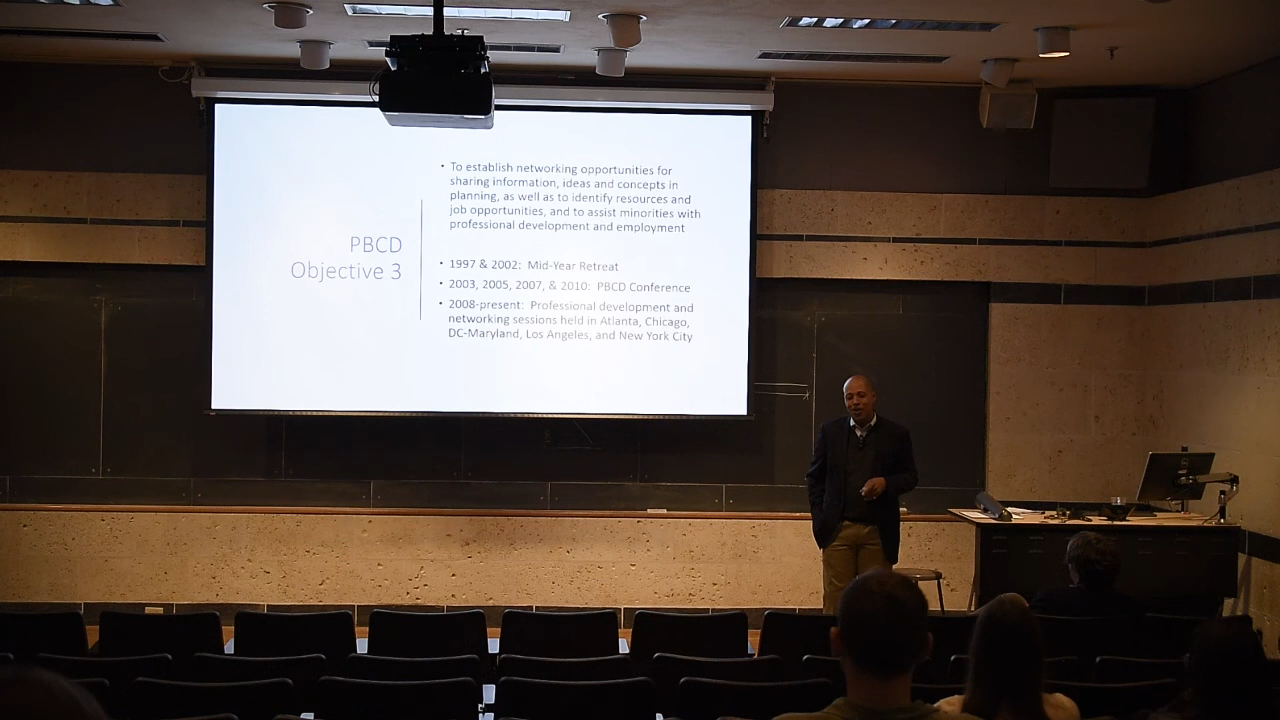 PBCD
Objective 3
• To establish networking opportunities for
sharing information, ideas and concepts in
planning, as well as to identify resources and
job opportunities, and to assist minorities with
professional development and employment
• 1997 & 2002: Mid-Year Retreat
• 2003, 2005, 2007, & 2010: PBCD Conference
• 2008-present: Professional development and
networking sessions held in Atlanta, Chicago,
DC-Maryland, Los Angeles, and New York City